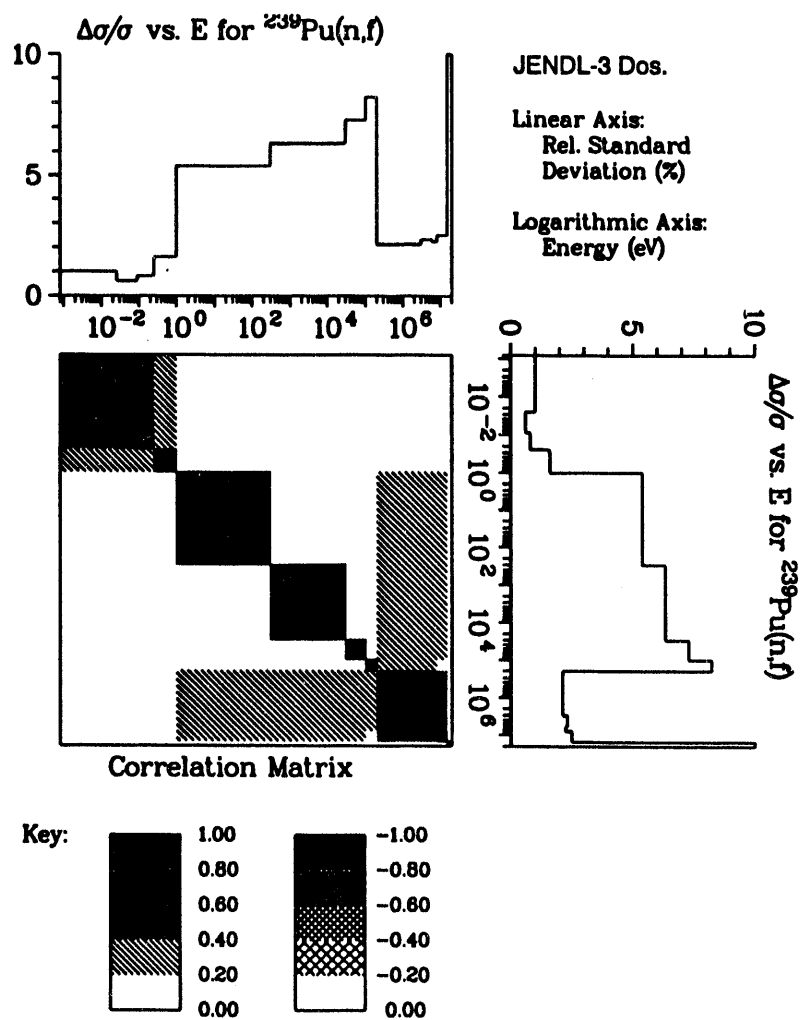 Δσ/σ vs. E for ²³⁹Pu(n,f)
JENDL-3 Dos.
Linear Axis:
Rel. Standard
Deviation (%)
Logarithmic Axis:
Energy (eV)
10
5
0
10⁻² 10⁰ 10² 10⁴ 10⁶
0 5 10
10⁻²
10⁰
10²
10⁴
10⁶
Δσ/σ vs. E for ²³⁹Pu(n,f)
Correlation Matrix
Key:
1.00
0.80
0.60
0.40
0.20
0.00
-1.00
-0.80
-0.60
-0.40
-0.20
0.00